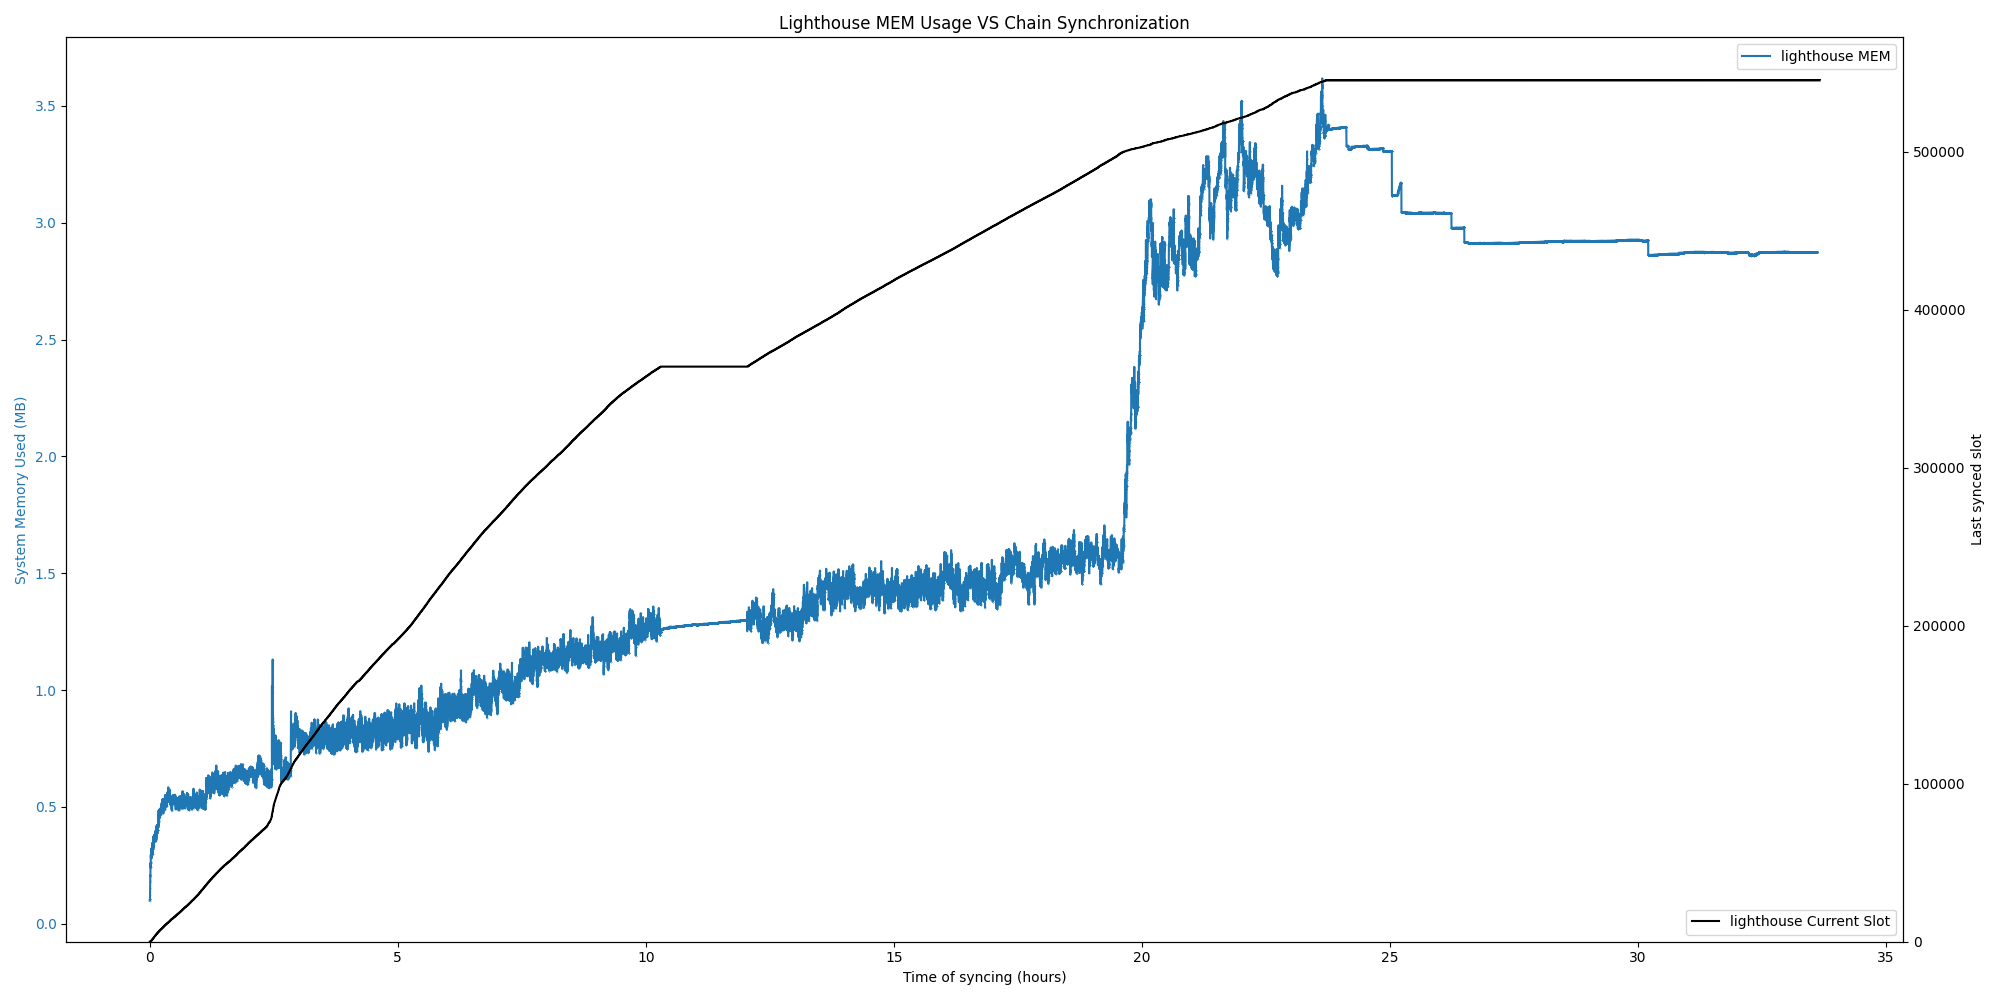 Lighthouse MEM Usage VS Chain Synchronization
lighthouse MEM
3.5
3.0
2.5
2.0
1.5
1.0
0.5
0.0
System Memory Used (MB)
500000
400000
300000
200000
100000
0
Last synced slot
lighthouse Current Slot
0 5 10 15 20 25 30 35
Time of syncing (hours)